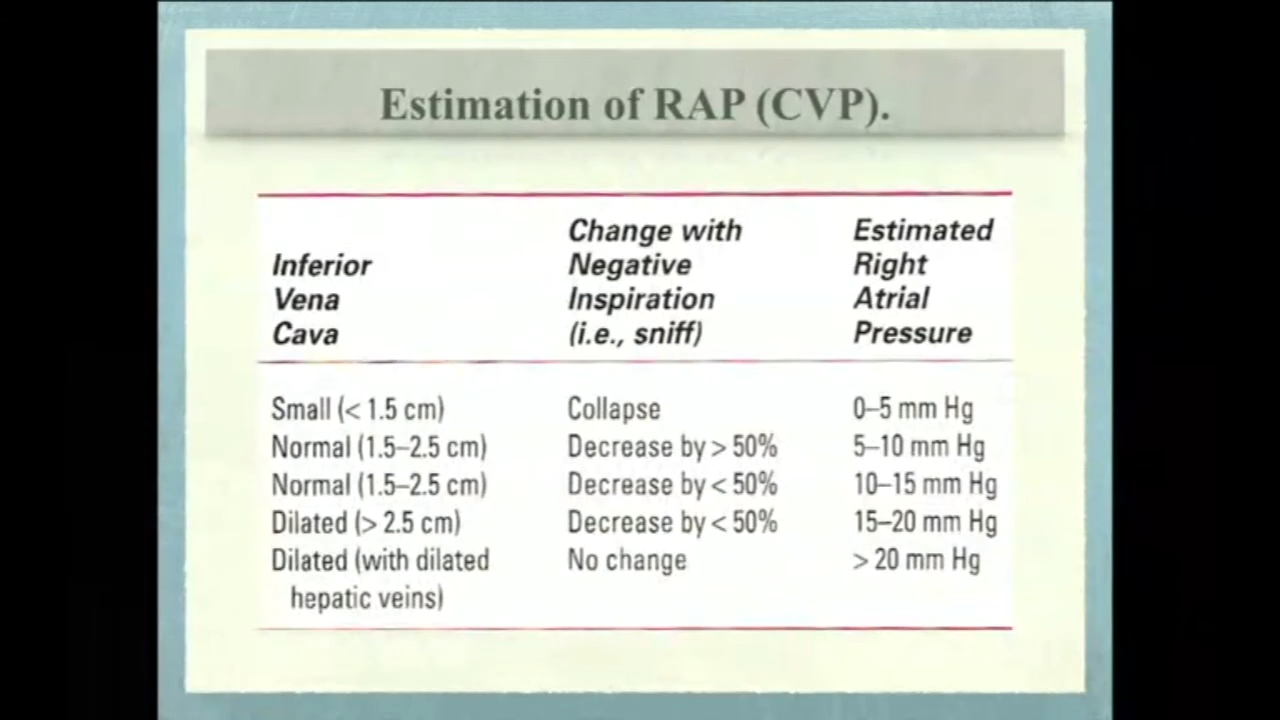 Estimation of RAP (CVP).
Inferior Vena Cava Change with Negative Inspiration (i.e., sniff) Estimated Right Atrial Pressure
Small (< 1.5 cm) Collapse 0–5 mm Hg
Normal (1.5–2.5 cm) Decrease by > 50% 5–10 mm Hg
Normal (1.5–2.5 cm) Decrease by < 50% 10–15 mm Hg
Dilated (> 2.5 cm) Decrease by < 50% 15–20 mm Hg
Dilated (with dilated No change > 20 mm Hg
hepatic veins)